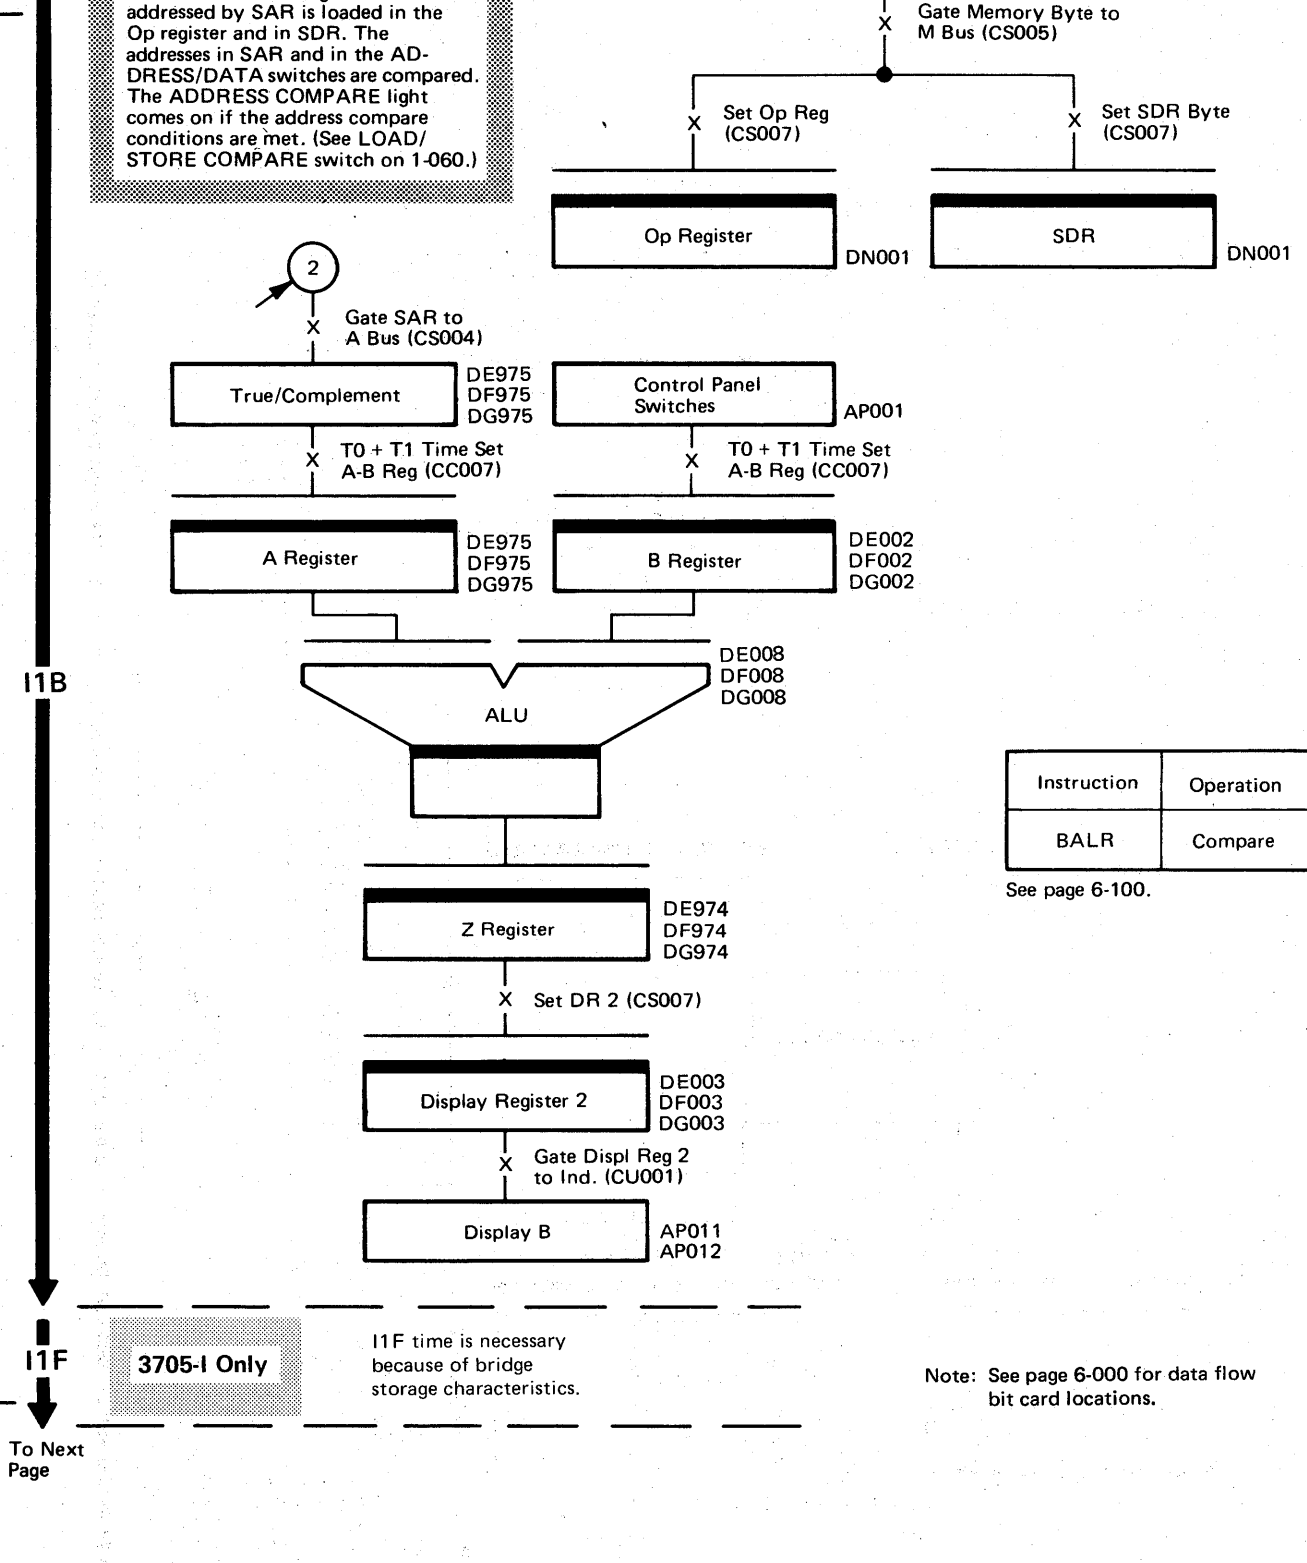 addressed by SAR is loaded in the
Op register and in SDR. The
addresses in SAR and in the AD-
DRESS/DATA switches are compared.
The ADDRESS COMPARE light
comes on if the address compare
conditions are met. (See LOAD/
STORE COMPARE switch on 1-060.)
Gate Memory Byte to
M Bus (CS005)
X
X
Set Op Reg
(CS007)
X
Set SDR Byte
(CS007)
Op Register
DN001
SDR
DN001
2
X
Gate SAR to
A Bus (CS004)
True/Complement
DE975
DF975
DG975
Control Panel
Switches
AP001
X
T0 + T1 Time Set
A-B Reg (CC007)
X
T0 + T1 Time Set
A-B Reg (CC007)
A Register
DE975
DF975
DG975
B Register
DE002
DF002
DG002
I1B
DE008
DF008
DG008
ALU
Instruction
Operation
BALR
Compare
See page 6-100.
Z Register
DE974
DF974
DG974
X
Set DR 2 (CS007)
Display Register 2
DE003
DF003
DG003
X
Gate Displ Reg 2
to Ind. (CU001)
Display B
AP011
AP012
I1F
3705-I Only
I1F time is necessary
because of bridge
storage characteristics.
Note: See page 6-000 for data flow
bit card locations.
To Next
Page